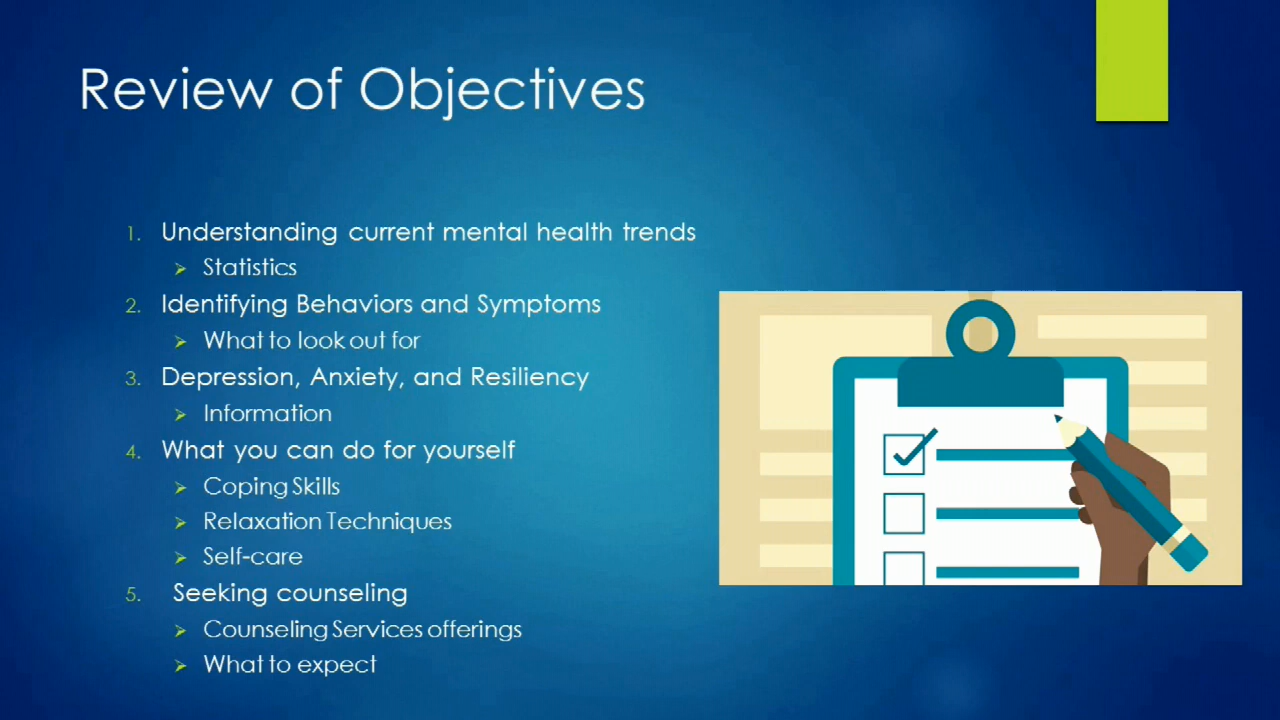 Review of Objectives
1. Understanding current mental health trends
➢ Statistics
2. Identifying Behaviors and Symptoms
➢ What to look out for
3. Depression, Anxiety, and Resiliency
➢ Information
4. What you can do for yourself
➢ Coping Skills
➢ Relaxation Techniques
➢ Self-care
5. Seeking counseling
➢ Counseling Services offerings
➢ What to expect